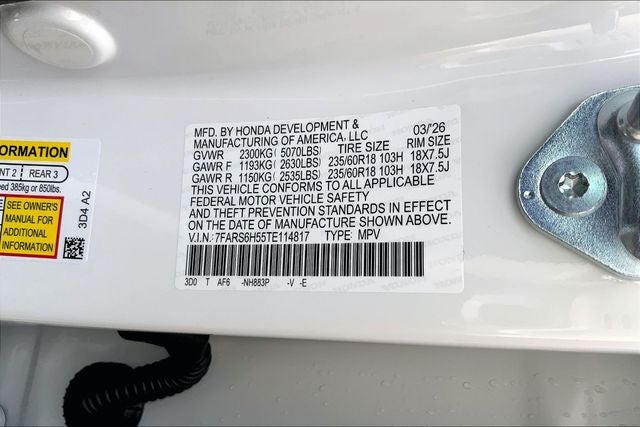 MFD. BY HONDA DEVELOPMENT & 03/'26
MANUFACTURING OF AMERICA, LLC
GVWR 2300KG ( 5070LBS) TIRE SIZE RIM SIZE
GAWR F 1193KG ( 2630LBS) 235/60R18 103H 18X7.5J
GAWR R 1150KG ( 2535LBS) 235/60R18 103H 18X7.5J
THIS VEHICLE CONFORMS TO ALL APPLICABLE
FEDERAL MOTOR VEHICLE SAFETY
AND THEFT PREVENTION STANDARDS IN EFFECT
ON THE DATE OF MANUFACTURE SHOWN ABOVE.
V.I.N: 7FARS6H55TE114817 TYPE: MPV
3D0 T AF6 -NH883P -V -E
ORMATION
NT 2 REAR 3
ed 385kg or 850lbs.
SEE OWNER'S
MANUAL FOR
ADDITIONAL
INFORMATION
3D4 A2